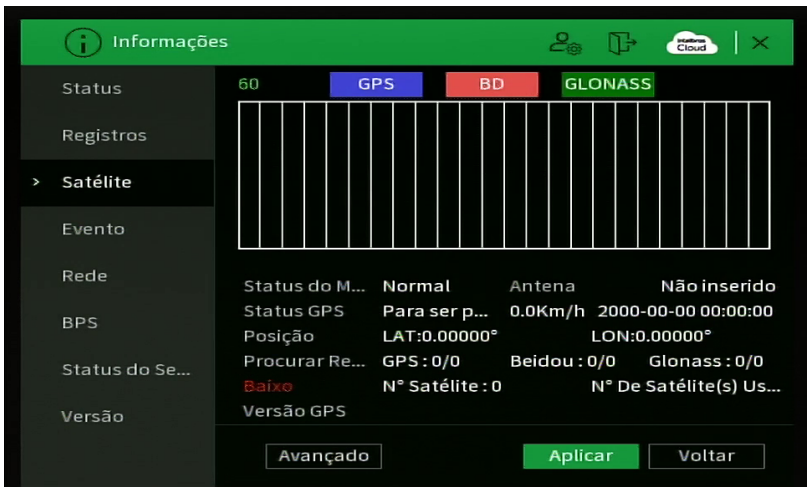 Informações
intelbras Cloud
Status
Registros
> Satélite
Evento
Rede
BPS
Status do Se...
Versão
60 GPS BD GLONASS
Status do M... Normal Antena Não inserido
Status GPS Para ser p... 0.0Km/h 2000-00-00 00:00:00
Posição LAT:0.00000° LON:0.00000°
Procurar Re... GPS : 0/0 Beidou : 0/0 Glonass : 0/0
Baixo N° Satélite : 0 N° De Satélite(s) Us...
Versão GPS
Avançado Aplicar Voltar